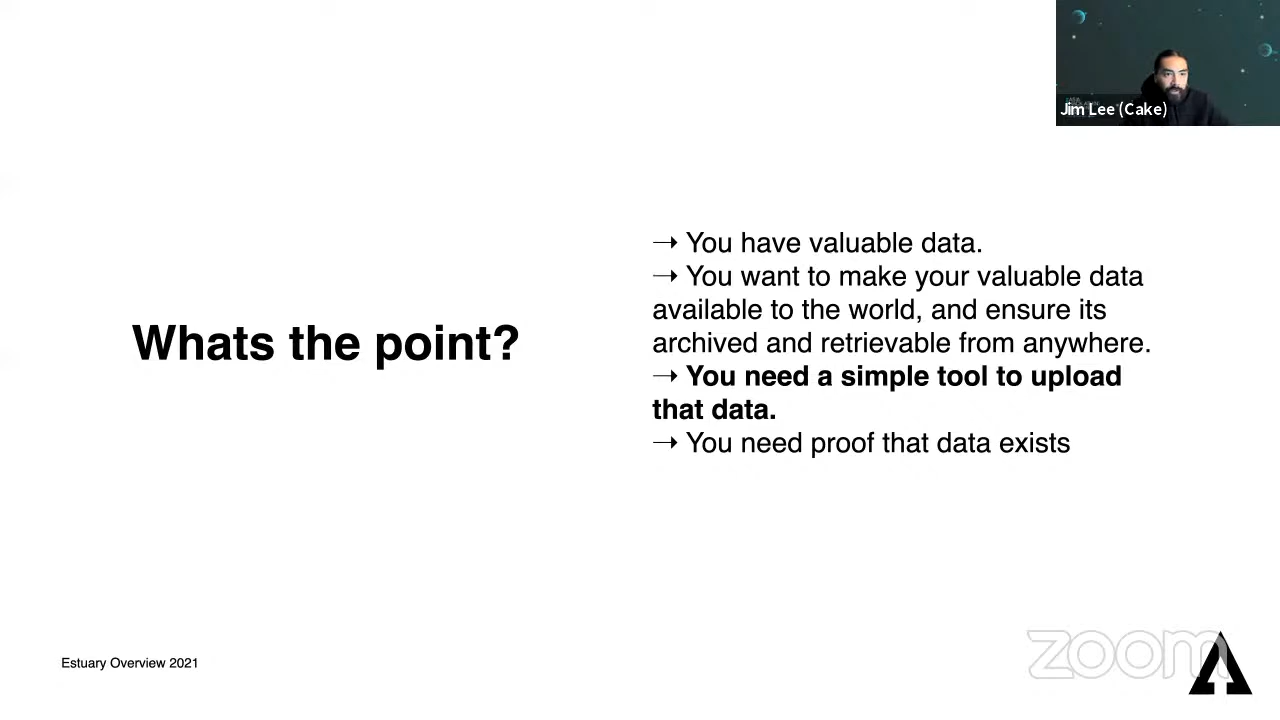 Jim Lee (Cake)
Whats the point?
→ You have valuable data.
→ You want to make your valuable data
available to the world, and ensure its
archived and retrievable from anywhere.
→ You need a simple tool to upload
that data.
→ You need proof that data exists
Estuary Overview 2021
zoom